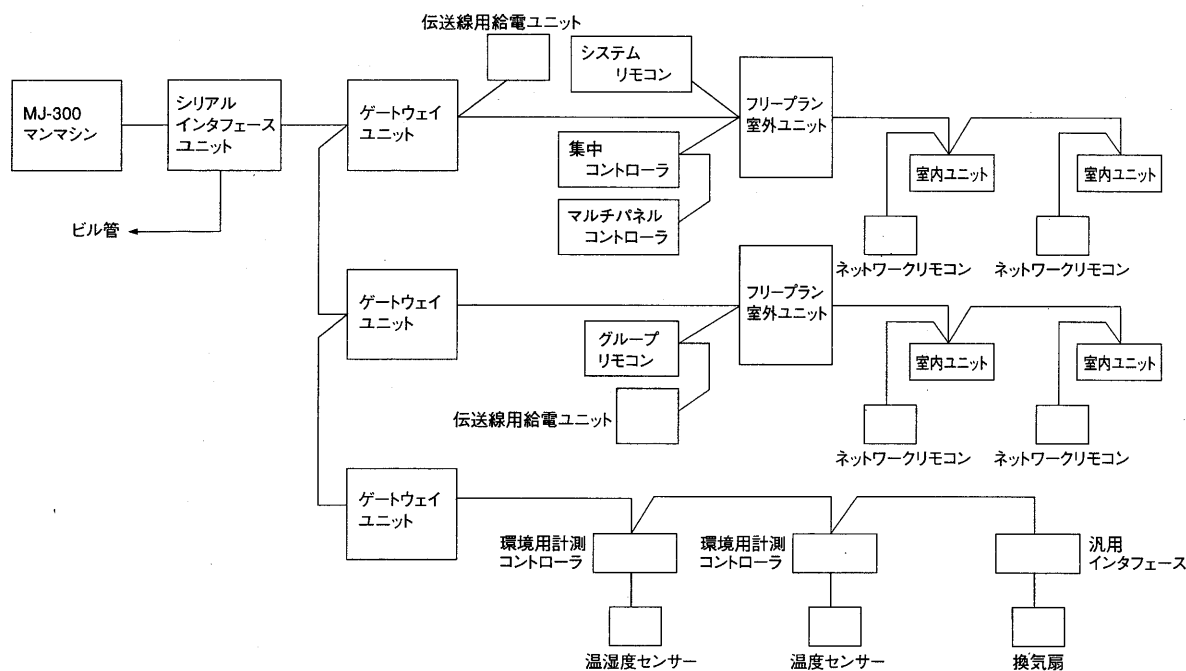 伝送線用給電ユニット
システム
リモコン
MJ-300
マンマシン
シリアル
インタフェース
ユニット
ゲートウェイ
ユニット
フリープラン
室外ユニット
集中
コントローラ
マルチパネル
コントローラ
室内ユニット
室内ユニット
ビル管
ネットワークリモコン
ネットワークリモコン
ゲートウェイ
ユニット
フリープラン
室外ユニット
グループ
リモコン
伝送線用給電ユニット
室内ユニット
室内ユニット
ネットワークリモコン
ネットワークリモコン
ゲートウェイ
ユニット
環境用計測
コントローラ
環境用計測
コントローラ
汎用
インタフェース
温湿度センサー
温度センサー
換気扇